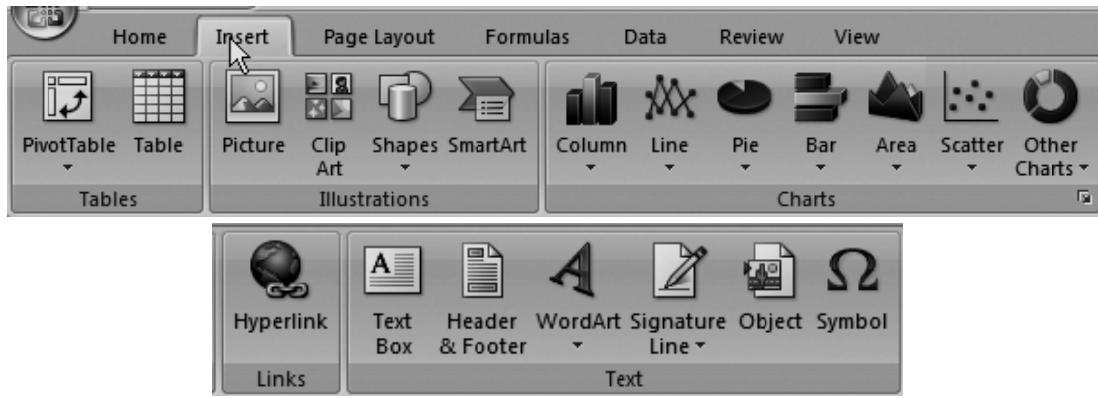 Home Insert Page Layout Formulas Data Review View
PivotTable Table Picture Clip Art Shapes SmartArt Column Line Pie Bar Area Scatter Other Charts
Tables Illustrations Charts
Hyperlink Text Box Header & Footer WordArt Signature Line Object Symbol
Links Text